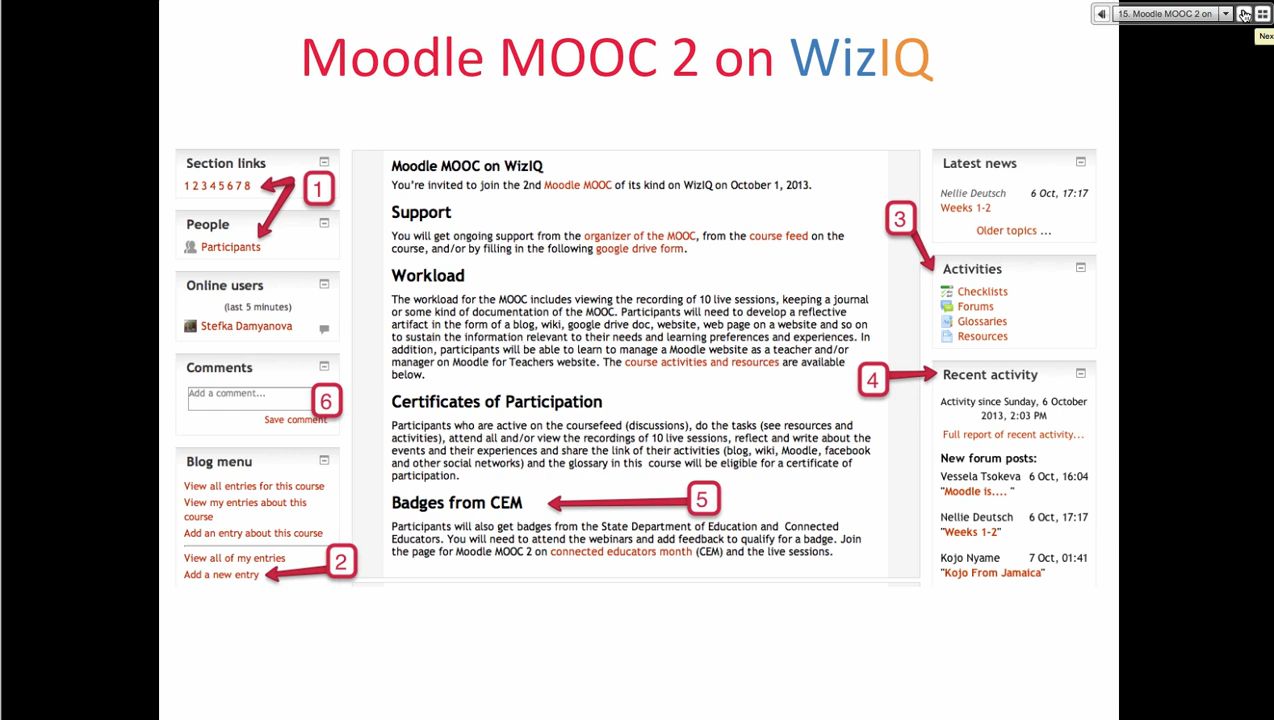 15. Moodle MOOC 2 on
Nex
Moodle MOOC 2 on WizIQ
Section links
1 2 3 4 5 6 7 8
1
People
Participants
Online users
(last 5 minutes)
Stefka Damyanova
Comments
Add a comment...
6
Save comment
Blog menu
View all entries for this course
View my entries about this
course
Add an entry about this course
View all of my entries
Add a new entry
2
Moodle MOOC on WizIQ
You're invited to join the 2nd Moodle MOOC of its kind on WizIQ on October 1, 2013.
Support
You will get ongoing support from the organizer of the MOOC, from the course feed on the
course, and/or by filling in the following google drive form.
Workload
The workload for the MOOC includes viewing the recording of 10 live sessions, keeping a journal
or some kind of documentation of the MOOC. Participants will need to develop a reflective
artifact in the form of a blog, wiki, google drive doc, website, web page on a website and so on
to sustain the information relevant to their needs and learning preferences and experiences. In
addition, participants will be able to learn to manage a Moodle website as a teacher and/or
manager on Moodle for Teachers website. The course activities and resources are available
below.
Certificates of Participation
Participants who are active on the coursefeed (discussions), do the tasks (see resources and
activities), attend all and/or view the recordings of 10 live sessions, reflect and write about the
events and their experiences and share the link of their activities (blog, wiki, Moodle, facebook
and other social networks) and the glossary in this course will be eligible for a certificate of
participation.
Badges from CEM
5
Participants will also get badges from the State Department of Education and Connected
Educators. You will need to attend the webinars and add feedback to qualify for a badge. Join
the page for Moodle MOOC 2 on connected educators month (CEM) and the live sessions.
Latest news
Nellie Deutsch 6 Oct, 17:17
Weeks 1-2
Older topics ...
3
Activities
Checklists
Forums
Glossaries
Resources
4
Recent activity
Activity since Sunday, 6 October
2013, 2:03 PM
Full report of recent activity...
New forum posts:
Vessela Tsokeva 6 Oct, 16:04
"Moodle is.... "
Nellie Deutsch 6 Oct, 17:17
"Weeks 1-2"
Kojo Nyame 7 Oct, 01:41
"Kojo From Jamaica"